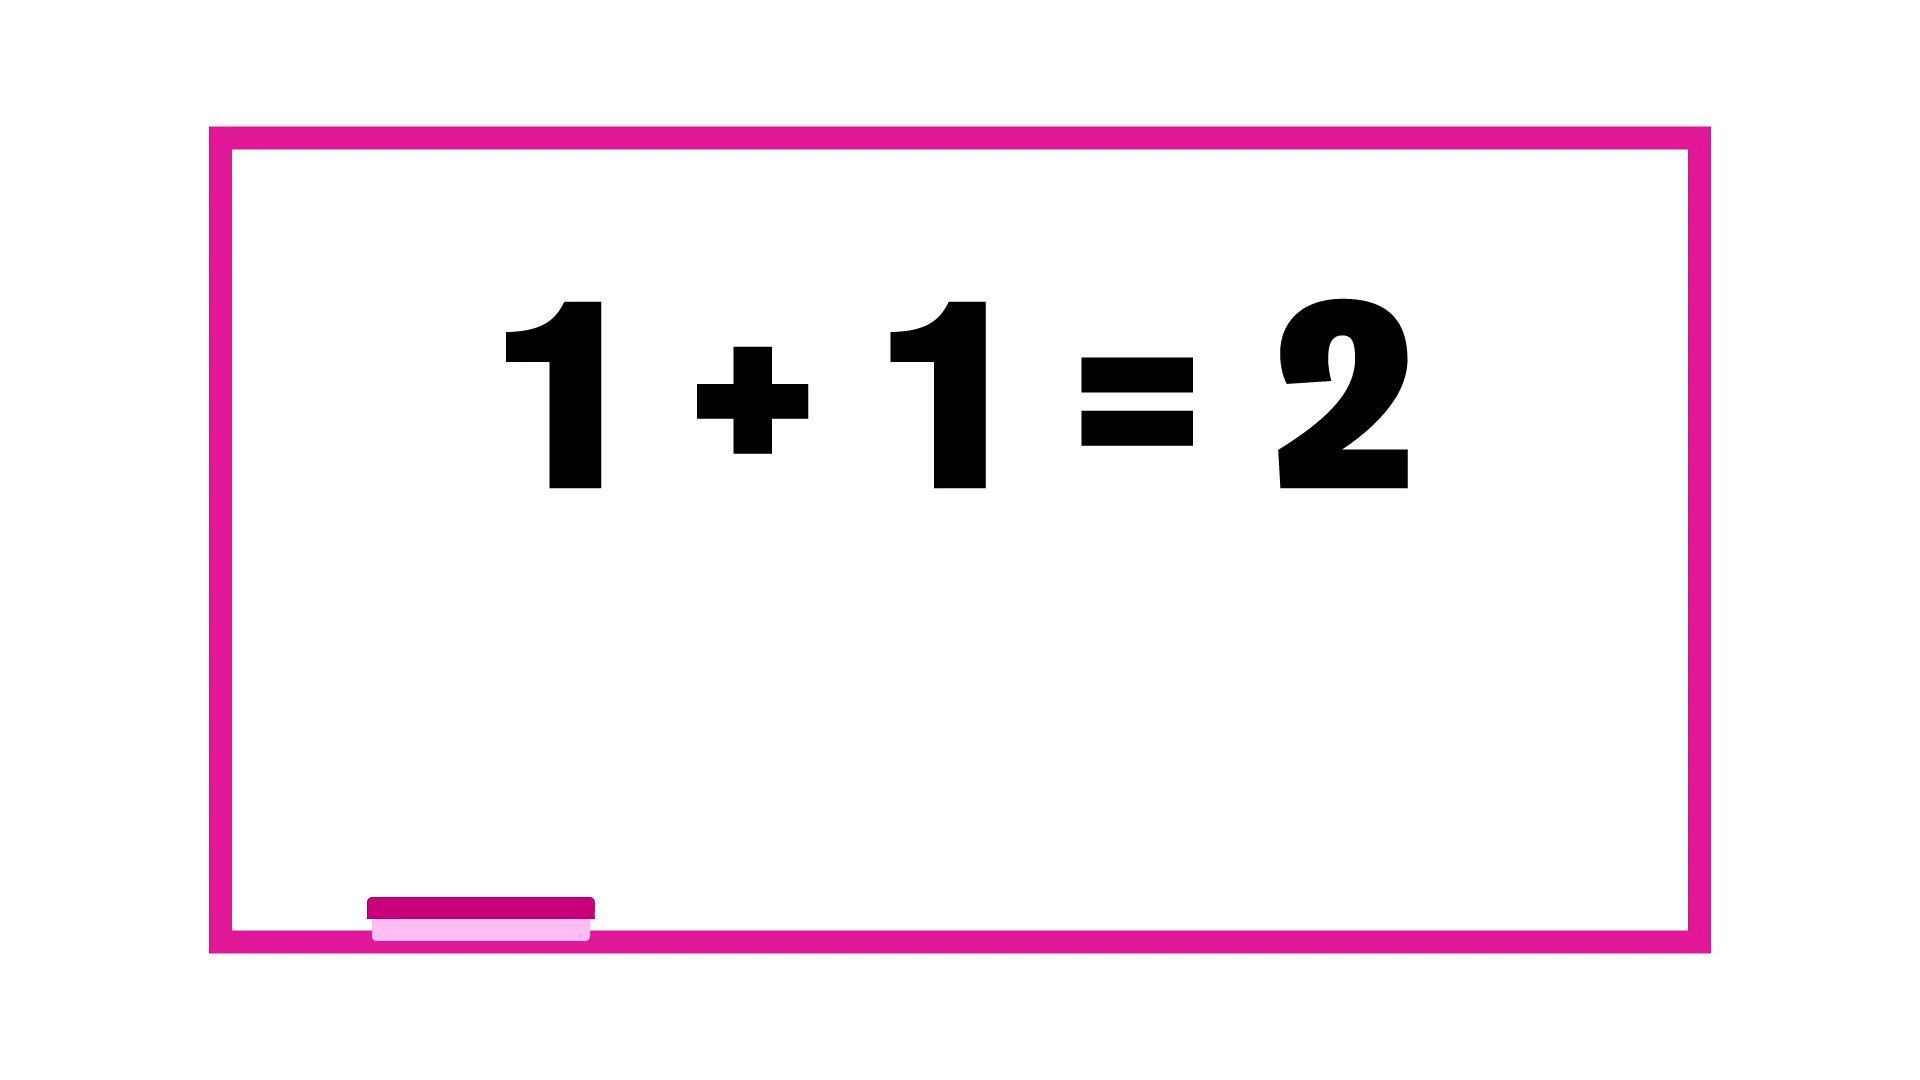 1 + 1 = 2